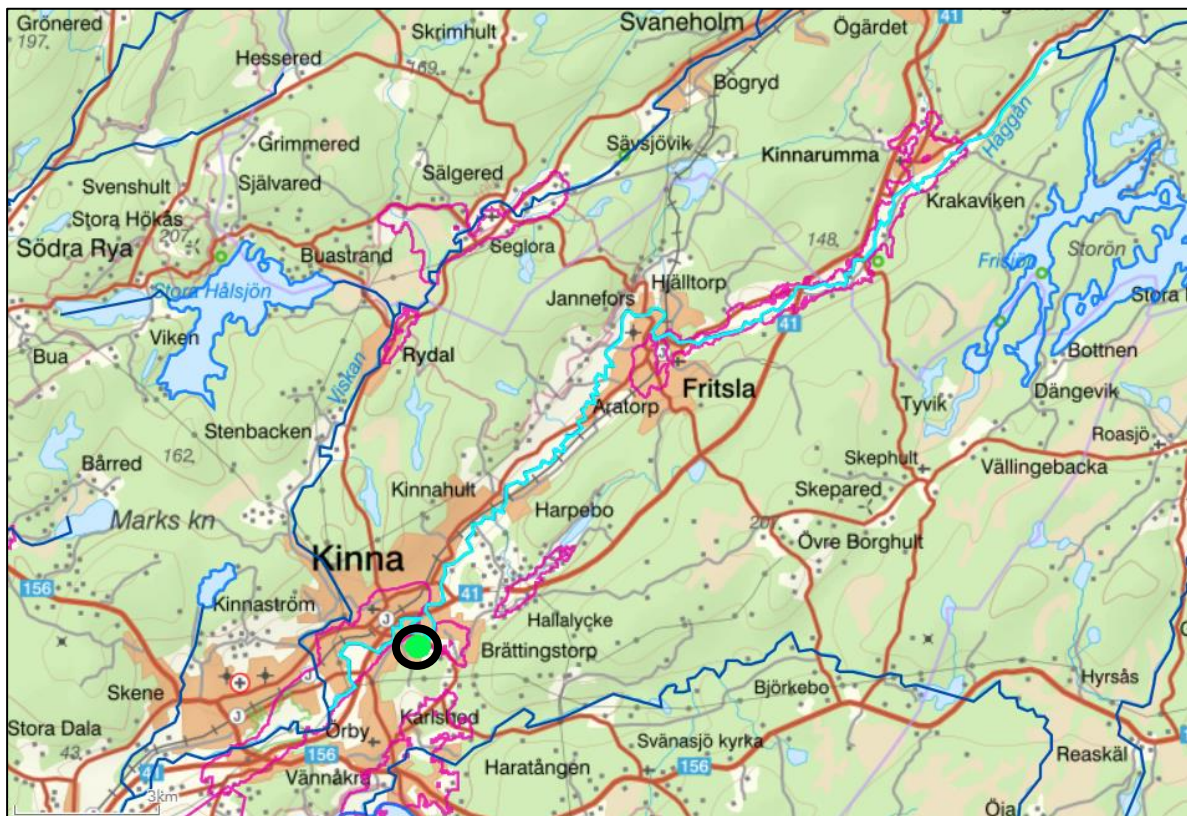 Grönered
197.
Hessered
Skrimhult
169.
Svaneholm
41
Ögärdet
Bogryd
Häggån
Grimmered
Sävsjövik
Kinnarumma
Svenshult
Självared
Sälgered
Krakaviken
Stora Hökås
207
Södra Rya
Buastrand
Seglora
148.
Storön
Frisjön
Stora Hålsjön
Jannefors
Hjälltorp
Viken
41
Bua
Rydal
Bottnen
Viskan
Fritsla
Dängevik
Aratorp
Tyvik
Stenbacken
Roasjö
Bårred
162.
Skephult
Kinnahult
Vällingebacka
Skepared
Marks kn
Harpebo
Övre Borghult
Kinna
156
41
Kinnaström
J
Hallalycke
Brättingstorp
Skene
J
Björkebo
Hyrsås
J
Karlshed
Stora Dala
Örby
43
156
Svänasjö kyrka
Reaskäl
Haratången
156
41
Vännåkra
3km
Öja